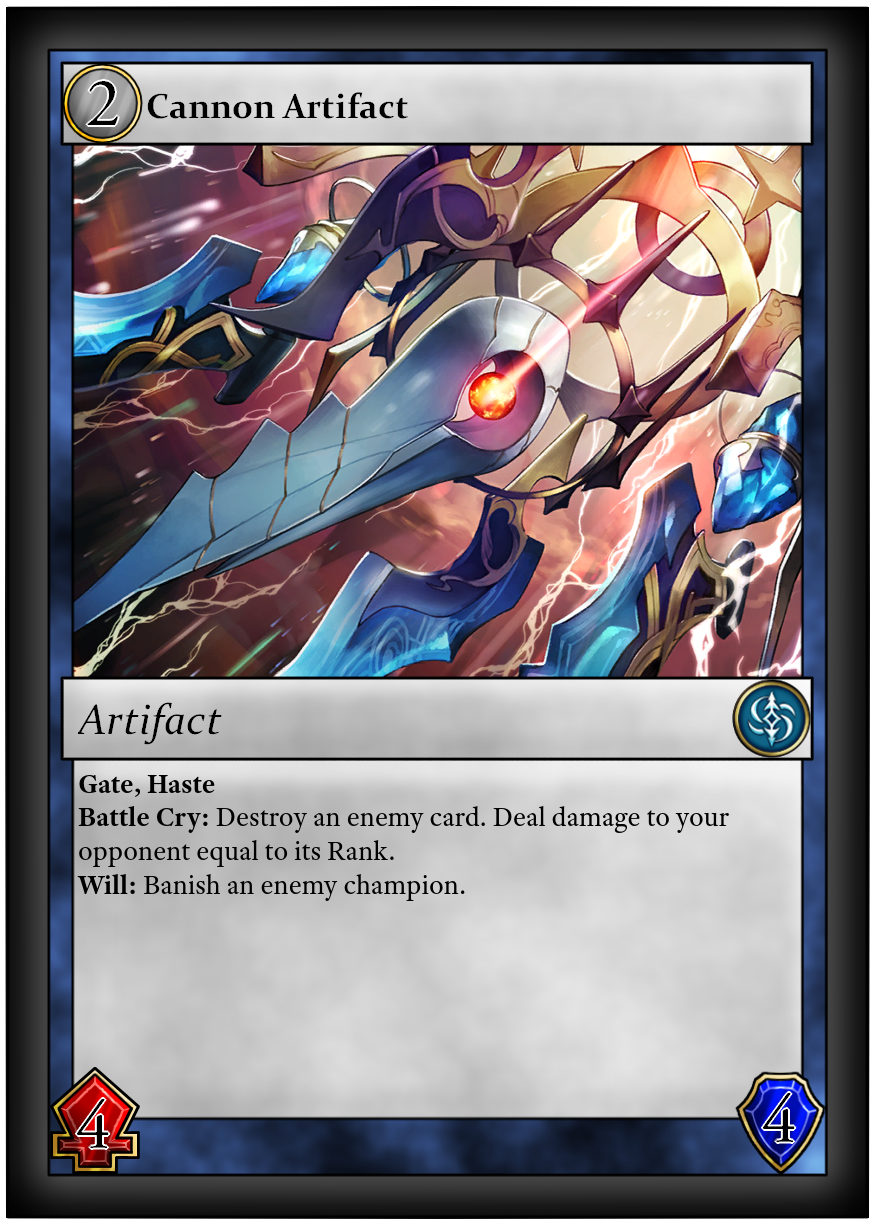 2 Cannon Artifact
Artifact
Gate, Haste
Battle Cry: Destroy an enemy card. Deal damage to your
opponent equal to its Rank.
Will: Banish an enemy champion.
4 4